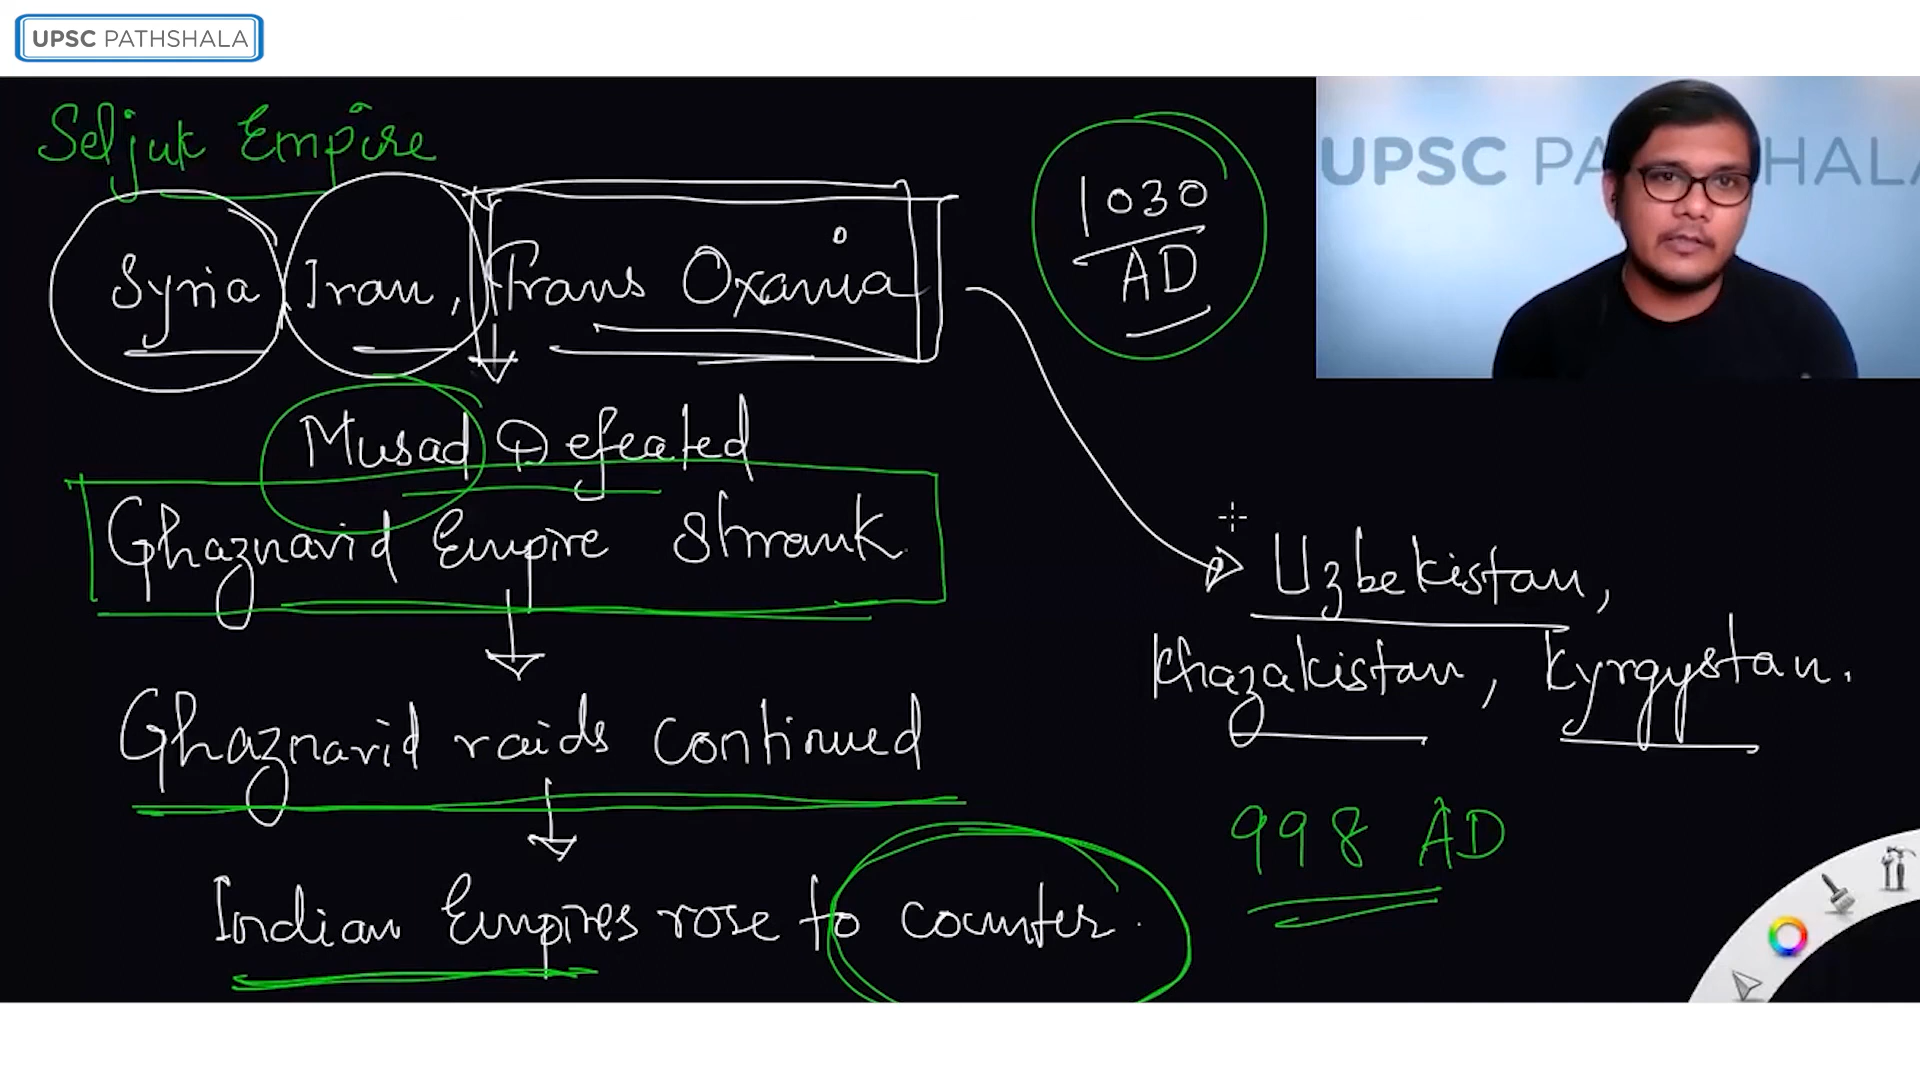 UPSC PATHSHALA
Seljuk Empire
Syria Iran, Trans Oxania
1030
AD
UPSC PA HALA
Musad Defeated
Ghaznavid Empire Shrank
Uzbekistan,
Khazakistan, Kyrgystan.
Ghaznavid raids continued
998 AD
Indian Empires rose to counter.